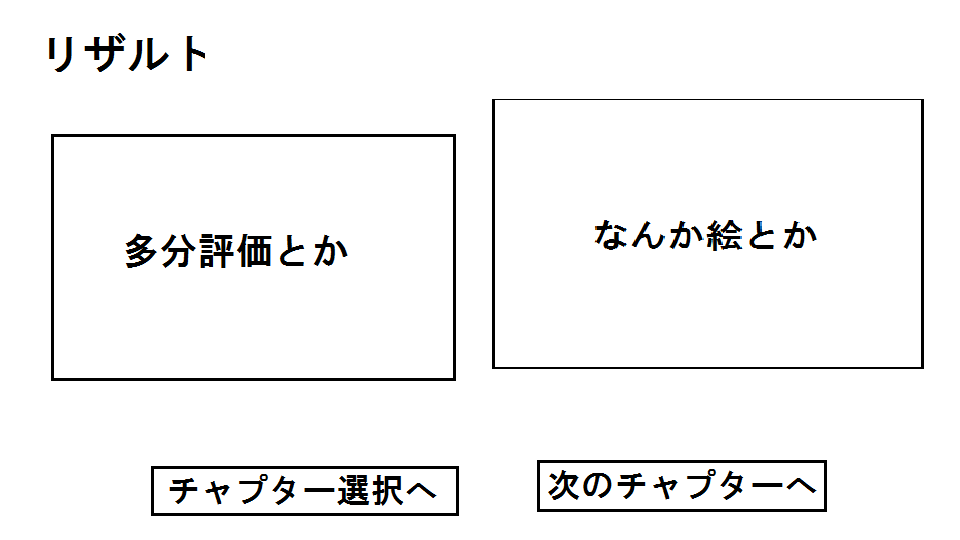 リザルト
多分評価とか
なんか絵とか
チャプター選択へ
次のチャプターへ